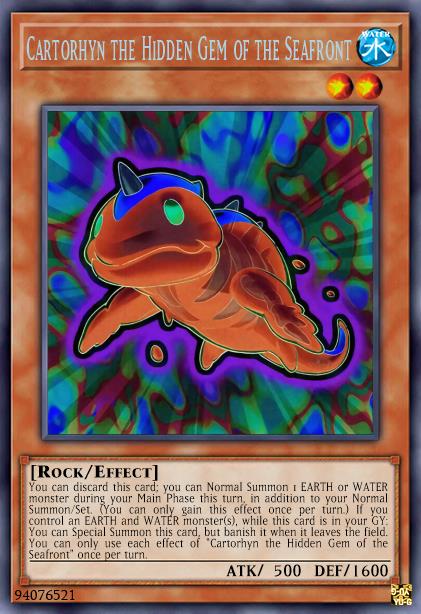 CARTORHYN THE HIDDEN GEM OF THE SEAFRONT
WATER
水
[ROCK/EFFECT]
You can discard this card; you can Normal Summon 1 EARTH or WATER
monster during your Main Phase this turn, in addition to your Normal
Summon/Set. (You can only gain this effect once per turn.) If you
control an EARTH and WATER monster(s), while this card is in your GY:
You can Special Summon this card, but banish it when it leaves the field.
You can only use each effect of "Cartorhyn the Hidden Gem of the
Seafront" once per turn.
ATK/ 500 DEF/1600
94076521